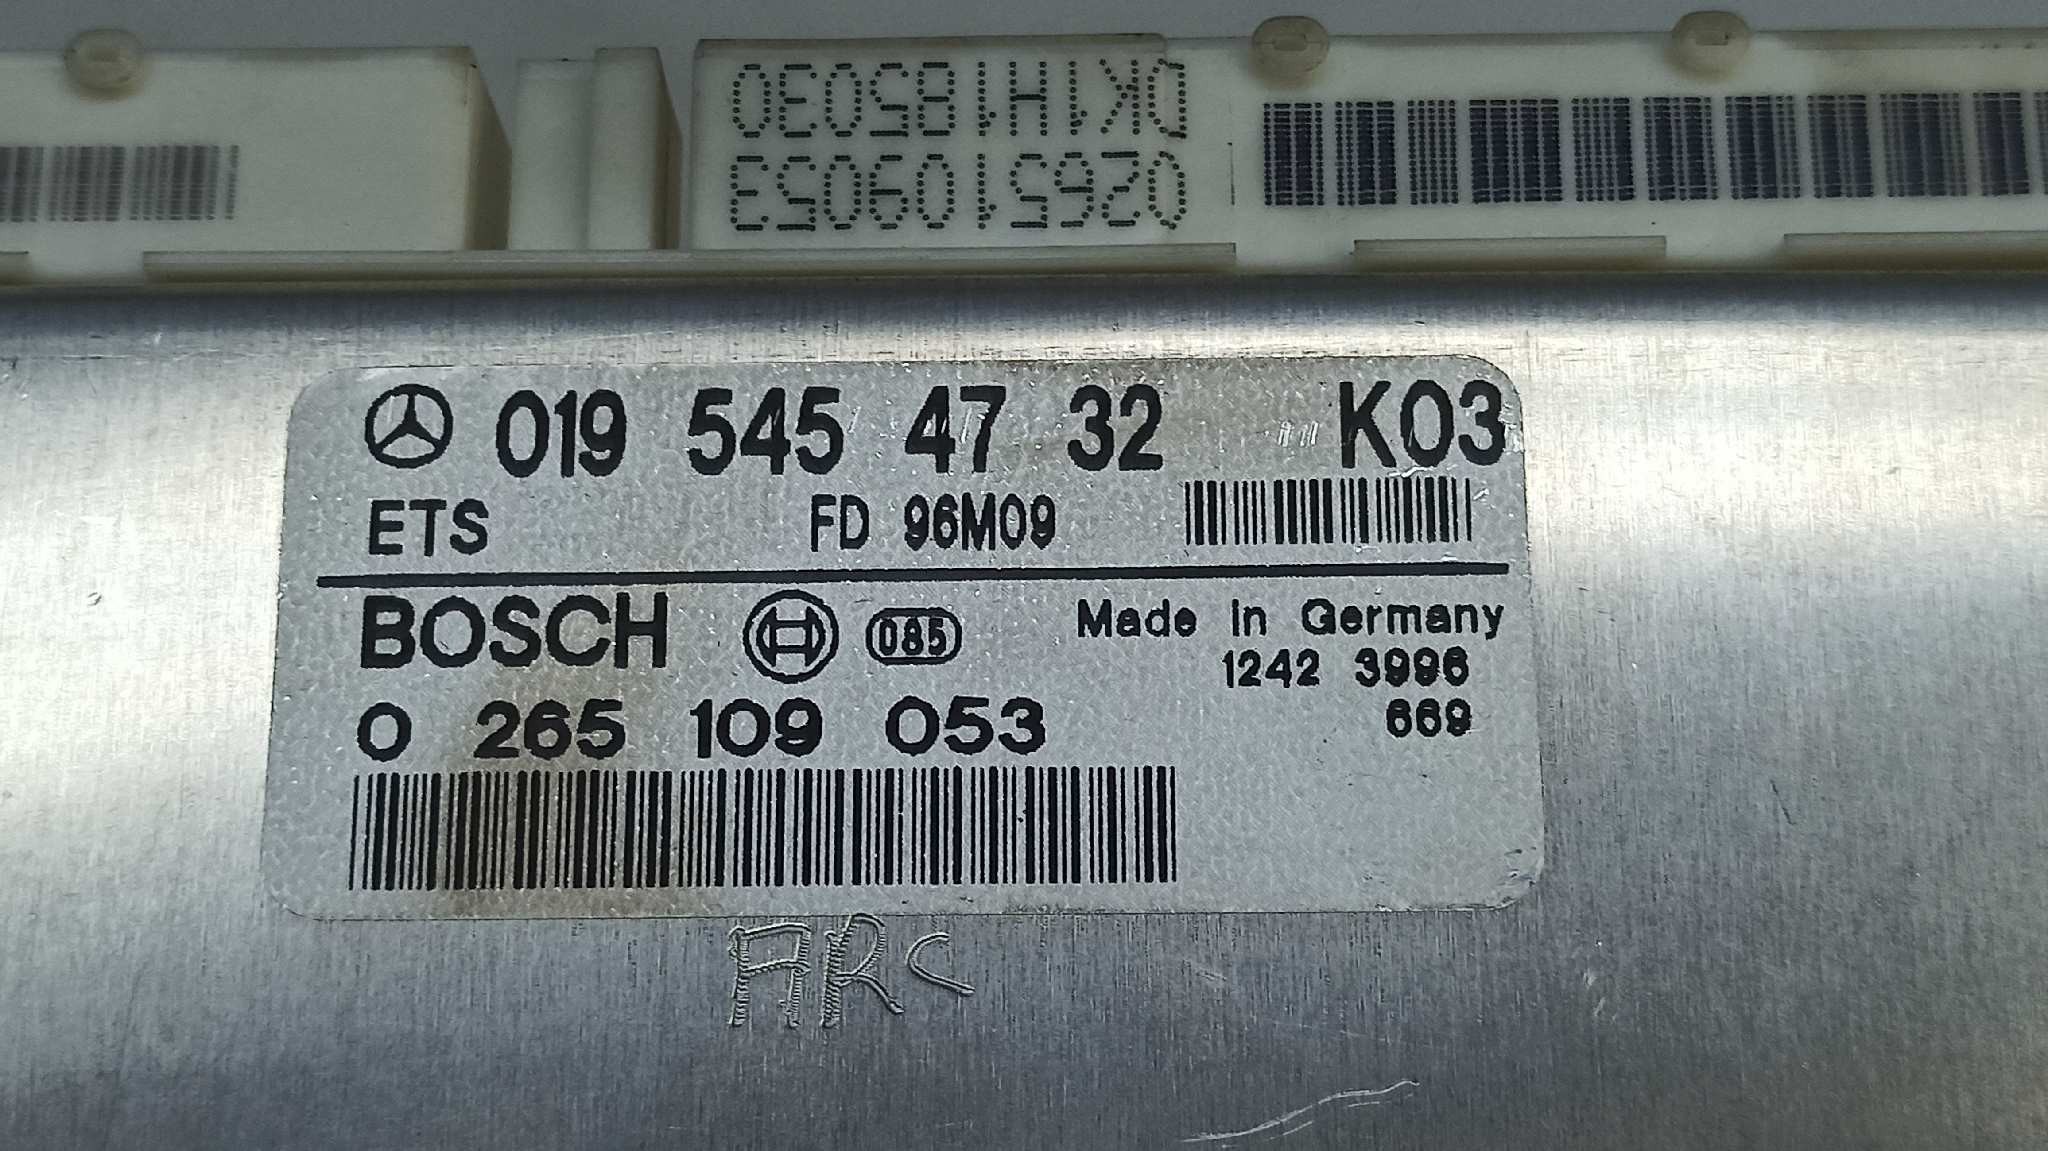 DK1H185030
0265109053
019 545 47 32 K03
ETS FD 96M09
BOSCH 085 Made in Germany
1242 3996
0 265 109 053 669
ARC